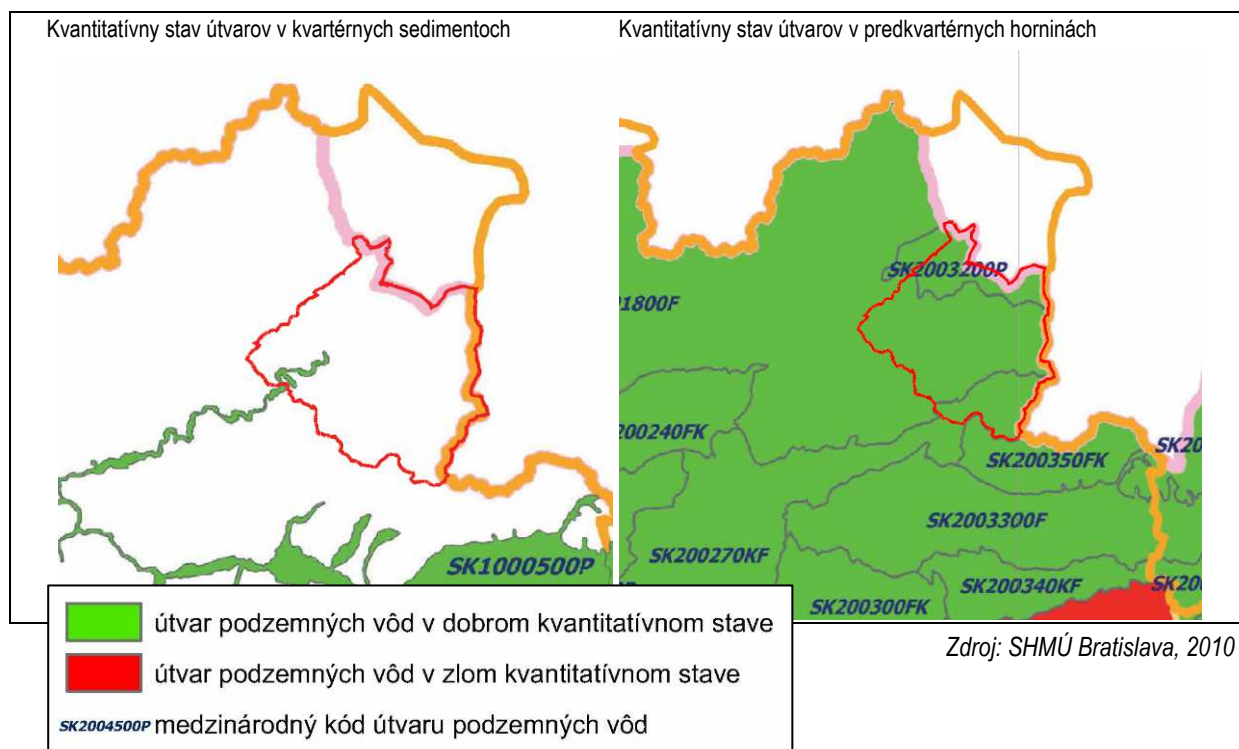 Kvantitatívny stav útvarov v kvartérnych sedimentoch
Kvantitatívny stav útvarov v predkvartérnych horninách
SK2003200P
1800F
200240FK
SK200350FK
SK2003300F
SK200270KF
SK200340KF
SK200300FK
SK1000500P
útvar podzemných vôd v dobrom kvantitatívnom stave
útvar podzemných vôd v zlom kvantitatívnom stave
SK2004500P medzinárodný kód útvaru podzemných vôd
Zdroj: SHMÚ Bratislava, 2010